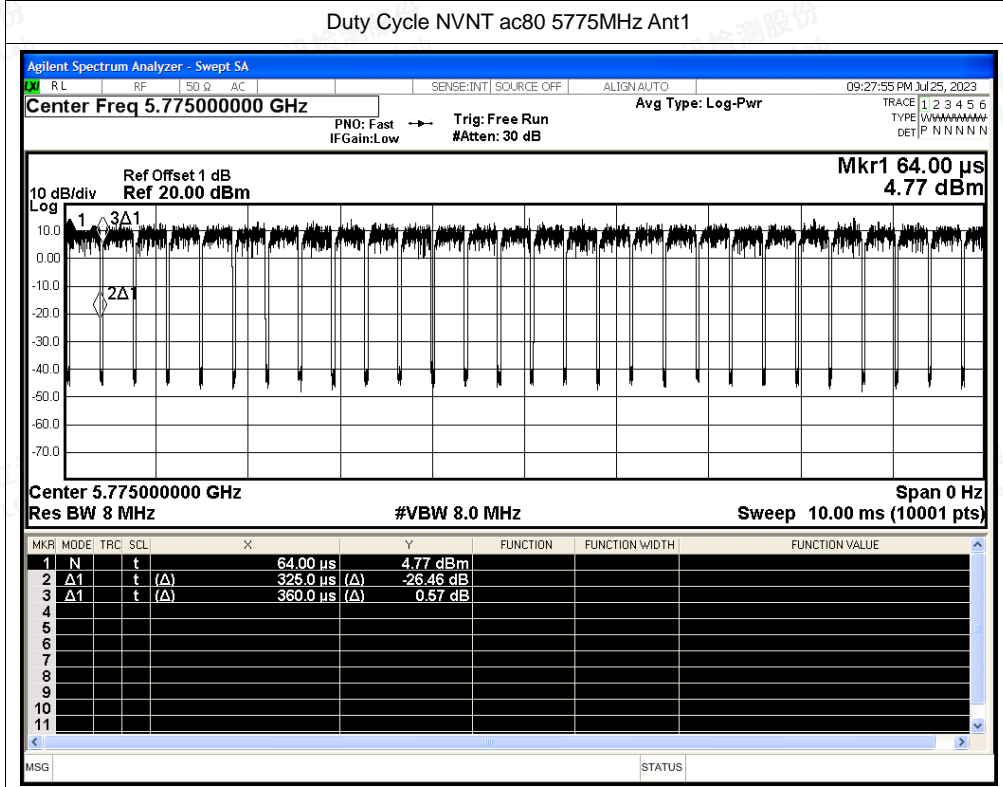 Duty Cycle NVNT ac80 5775MHz Ant1
Agilent Spectrum Analyzer - Swept SA
LXI RL RF 50 Ω AC SENSE:INT SOURCE OFF ALIGN AUTO 09:27:55 PM Jul 25, 2023
Center Freq 5.775000000 GHz Avg Type: Log-Pwr TRACE 1 2 3 4 5 6
PNO: Fast Trig: Free Run TYPE WWWWWW
IFGain:Low #Atten: 30 dB DET P N N N N N
Mkr1 64.00 µs
Ref Offset 1 dB
10 dB/div Ref 20.00 dBm 4.77 dBm
Log
1 3Δ1
10.0
0.00
-10.0
2Δ1
-20.0
-30.0
-40.0
-50.0
-60.0
-70.0
Center 5.775000000 GHz Span 0 Hz
Res BW 8 MHz #VBW 8.0 MHz Sweep 10.00 ms (10001 pts)
MKR MODE TRC SCL X Y FUNCTION FUNCTION WIDTH FUNCTION VALUE
1 N t 64.00 µs 4.77 dBm
2 Δ1 t (Δ) 325.0 µs (Δ) -26.46 dB
3 Δ1 t (Δ) 360.0 µs (Δ) 0.57 dB
4
5
6
7
8
9
10
11
MSG STATUS